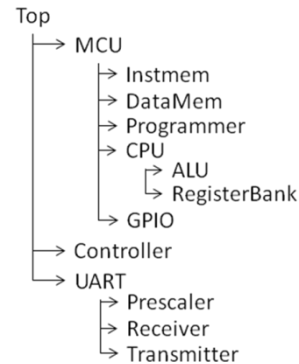 Top
MCU
Instmem
DataMem
Programmer
CPU
ALU
RegisterBank
GPIO
Controller
UART
Prescaler
Receiver
Transmitter